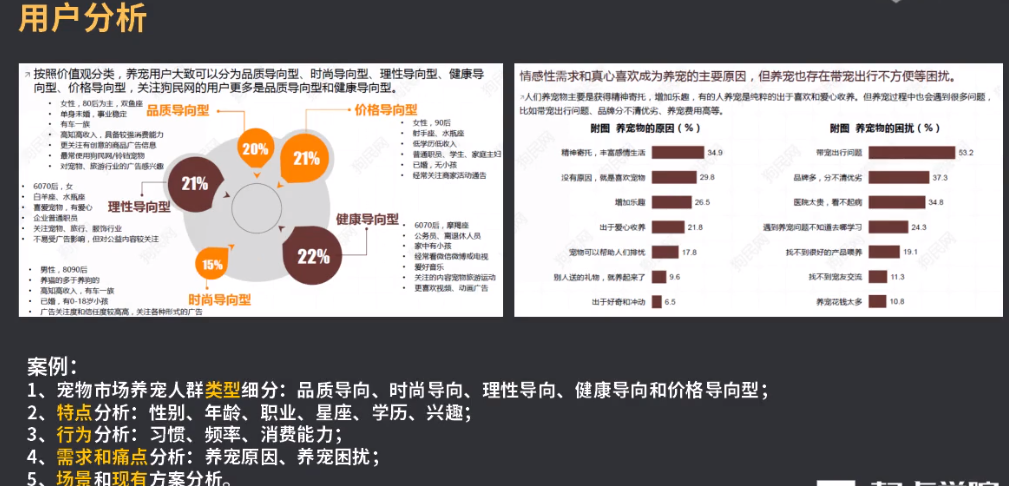 用户分析
按照价值观分类，养宠用户大致可以分为品质导向型、时尚导向型、理性导向型、健康导
向型、价格导向型，关注狗民网的用户更多是品质导向型和健康导向型。
女性，80后为主，双鱼座
单身未婚，事业稳定
有车一族
高知高收入，具备较强消费能力
更关注有创意的商品广告信息
最常使用狗民网/铃铛宠物
对宠物、旅游行业的广告感兴趣
品质导向型
20%
价格导向型
21%
女性，90后
射手座、水瓶座
低学历低收入
普通职员、学生、家庭主妇
已婚，无小孩
经常关注商家活动通告
21%
理性导向型
6070后，女
白羊座、水瓶座
喜爱宠物，有爱心
企业普通职员
关注宠物、旅行、服饰行业
不易受广告影响，但对公益内容较关注
健康导向型
22%
6070后，摩羯座
公务员、离退休人员
家中有小孩
经常看微信微博或电视
爱好音乐
关注的内容宠物旅游运动
更喜欢视频、动画广告
15%
时尚导向型
男性，8090后
养猫的多于养狗的
高知高收入，有车一族
已婚，有0-18岁小孩
广告关注度和信任度较高高，关注各种形式的广告
情感性需求和真心喜欢成为养宠的主要原因，但养宠也存在带宠出行不方便等困扰。
人们养宠物主要是获得精神寄托，增加乐趣，有的人养宠是纯粹的出于喜欢和爱心收养。但养宠过程中也会遇到很多问题，
比如带宠出行问题、品牌分不清优劣、养宠费用高等。
附图 养宠物的原因（%）
精神寄托，丰富感情生活 34.9
没有原因，就是喜欢宠物 29.8
增加乐趣 26.5
出于爱心收养 21.8
宠物可以帮助人们排忧 17.8
别人送的礼物，就养起来了 9.6
出于好奇和冲动 6.5
附图 养宠物的困扰（%）
带宠出行问题 53.2
品牌多，分不清优劣 37.3
医院太贵，看不起病 34.8
遇到养宠问题不知道去哪学习 24.3
找不到很好的产品喂养 19.1
找不到宠友交流 11.3
养宠花钱太多 10.8
案例：
1、宠物市场养宠人群类型细分：品质导向、时尚导向、理性导向、健康导向和价格导向型；
2、特点分析：性别、年龄、职业、星座、学历、兴趣；
3、行为分析：习惯、频率、消费能力；
4、需求和痛点分析：养宠原因、养宠困扰；
5、场景和现有方案分析。